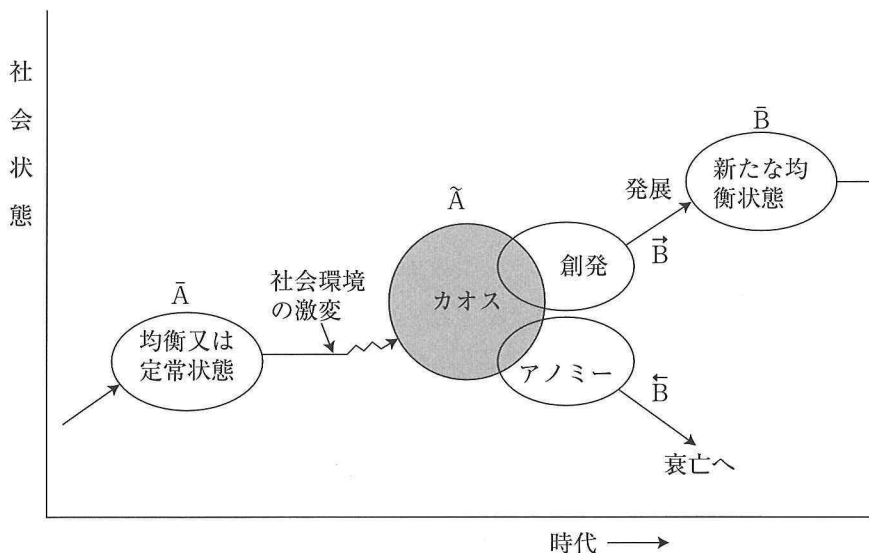 社会状態
Ā
均衡又は
定常状態
社会環境
の激変
Ã
カオス
創発
アノミー
発展
B⃗
B⃖
衰亡へ
B̄
新たな均
衡状態
時代